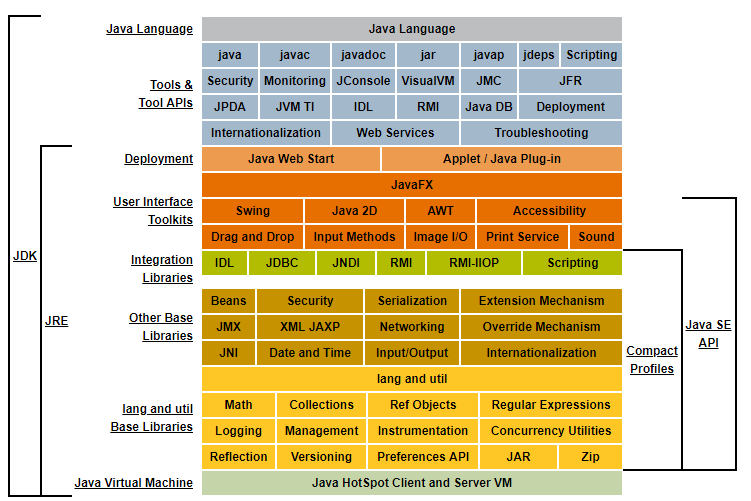 Java Language
Java Language
java javac javadoc jar javap jdeps Scripting
Tools &
Tool APIs
Security Monitoring JConsole VisualVM JMC JFR
JPDA JVM TI IDL RMI Java DB Deployment
Internationalization Web Services Troubleshooting
Deployment
Java Web Start Applet / Java Plug-in
User Interface
Toolkits
JavaFX
Swing Java 2D AWT Accessibility
Drag and Drop Input Methods Image I/O Print Service Sound
Integration
Libraries
IDL JDBC JNDI RMI RMI-IIOP Scripting
Other Base
Libraries
Beans Security Serialization Extension Mechanism
JMX XML JAXP Networking Override Mechanism
JNI Date and Time Input/Output Internationalization
lang and util
Base Libraries
lang and util
Math Collections Ref Objects Regular Expressions
Logging Management Instrumentation Concurrency Utilities
Reflection Versioning Preferences API JAR Zip
Java Virtual Machine
Java HotSpot Client and Server VM
JDK
JRE
Compact
Profiles
Java SE
API